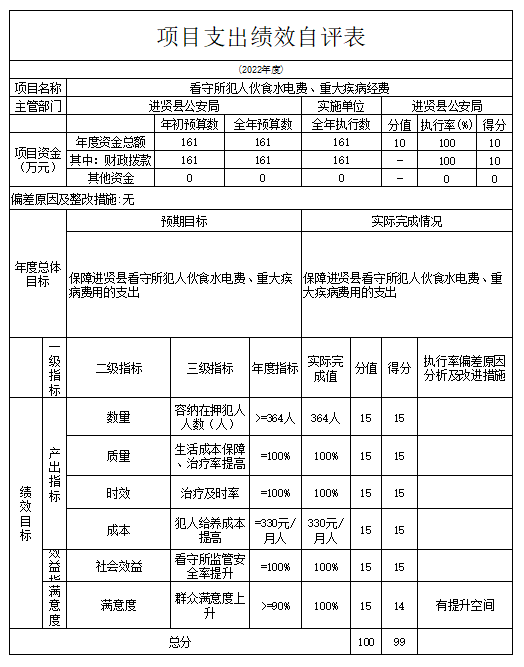 项目支出绩效自评表
(2022年度)
项目名称 看守所犯人伙食水电费、重大疾病经费
主管部门 进贤县公安局 实施单位 进贤县公安局
项目资金（万元） 年初预算数 全年预算数 全年执行数 分值 执行率(%) 得分
年度资金总额 161 161 161 10 100 10
其中: 财政拨款 161 161 161 － 100 10
其他资金 0 0 0 － 0 0
偏差原因及整改措施:无
年度总体目标 预期目标 实际完成情况
保障进贤县看守所犯人伙食水电费、重大疾病费用的支出 保障进贤县看守所犯人伙食水电费、重大疾病费用的支出
绩效目标 一级指标 二级指标 三级指标 年度指标 实际完成值 分值 得分 执行率偏差原因分析及改进措施
产出指标 数量 容纳在押犯人人数（人） >=364人 364人 15 15
质量 生活成本保障、治疗率提高 =100% 100% 15 15
时效 治疗及时率 =100% 100% 15 15
成本 犯人给养成本提高 =330元/月人 330元/月人 15 15
效益指 社会效益 看守所监管安全率提升 =100% 100% 15 15
满意度 满意度 群众满意度上升 >=90% 100% 15 14 有提升空间
总分 100 99